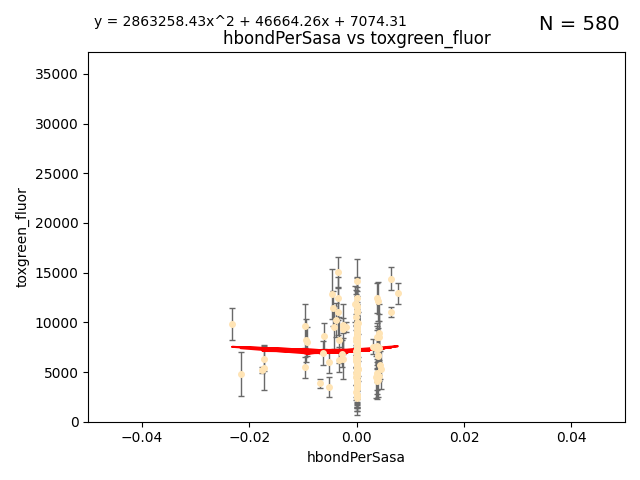 y = 2863258.43x^2 + 46664.26x + 7074.31
N = 580
hbondPerSasa vs toxgreen_fluor
35000
30000
25000
20000
15000
10000
5000
0
toxgreen_fluor
−0.04
−0.02
0.00
0.02
0.04
hbondPerSasa